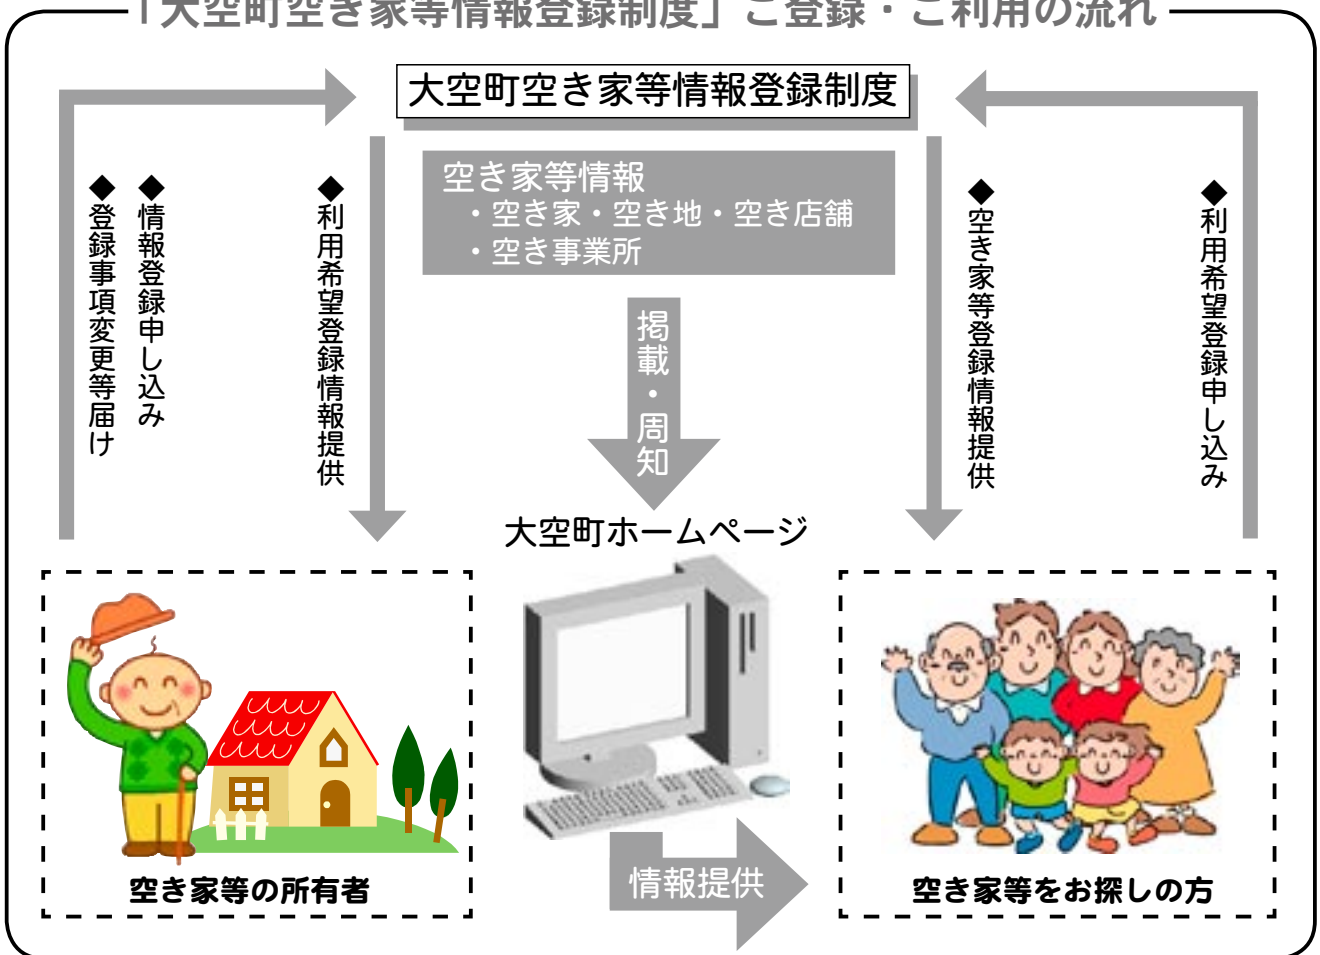 「大空町空き家等情報登録制度」ご登録・ご利用の流れ
大空町空き家等情報登録制度
空き家等情報
・空き家・空き地・空き店舗
・空き事業所
◆情報登録申し込み
◆登録事項変更等届け
◆利用希望登録情報提供
掲載・周知
◆空き家等登録情報提供
◆利用希望登録申し込み
大空町ホームページ
空き家等の所有者
情報提供
空き家等をお探しの方